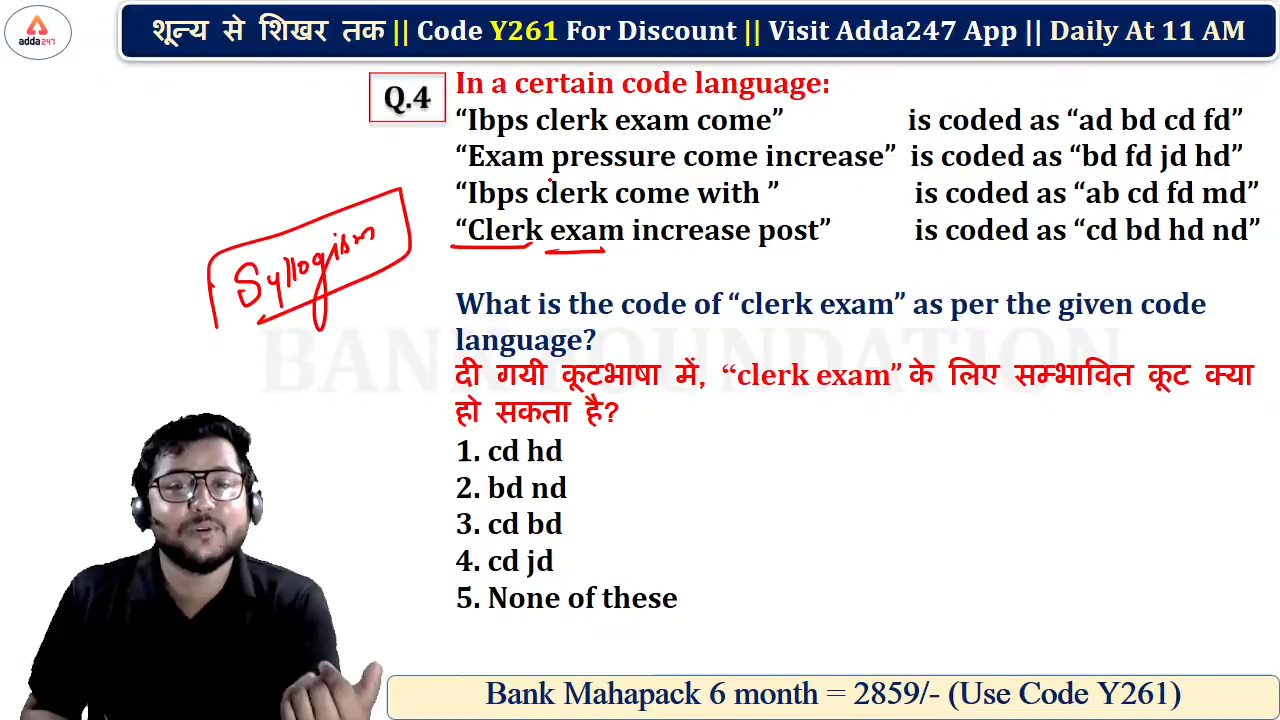 adda247
शून्य से शिखर तक || Code Y261 For Discount || Visit Adda247 App || Daily At 11 AM
Q.4
In a certain code language:
“Ibps clerk exam come” is coded as “ad bd cd fd”
“Exam pressure come increase” is coded as “bd fd jd hd”
“Ibps clerk come with ” is coded as “ab cd fd md”
“Clerk exam increase post” is coded as “cd bd hd nd”
Syllogism
What is the code of “clerk exam” as per the given code
language?
BANK FOUNDATION
दी गयी कूटभाषा में, “clerk exam” के लिए सम्भावित कूट क्या
हो सकता है?
1. cd hd
2. bd nd
3. cd bd
4. cd jd
5. None of these
Bank Mahapack 6 month = 2859/- (Use Code Y261)